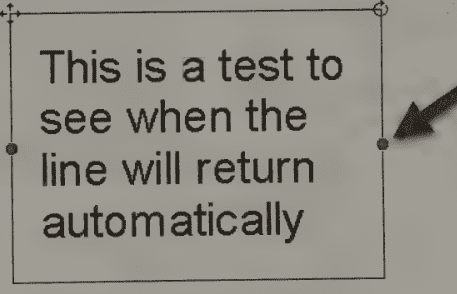 This is a test to
see when the
line will return
automatically